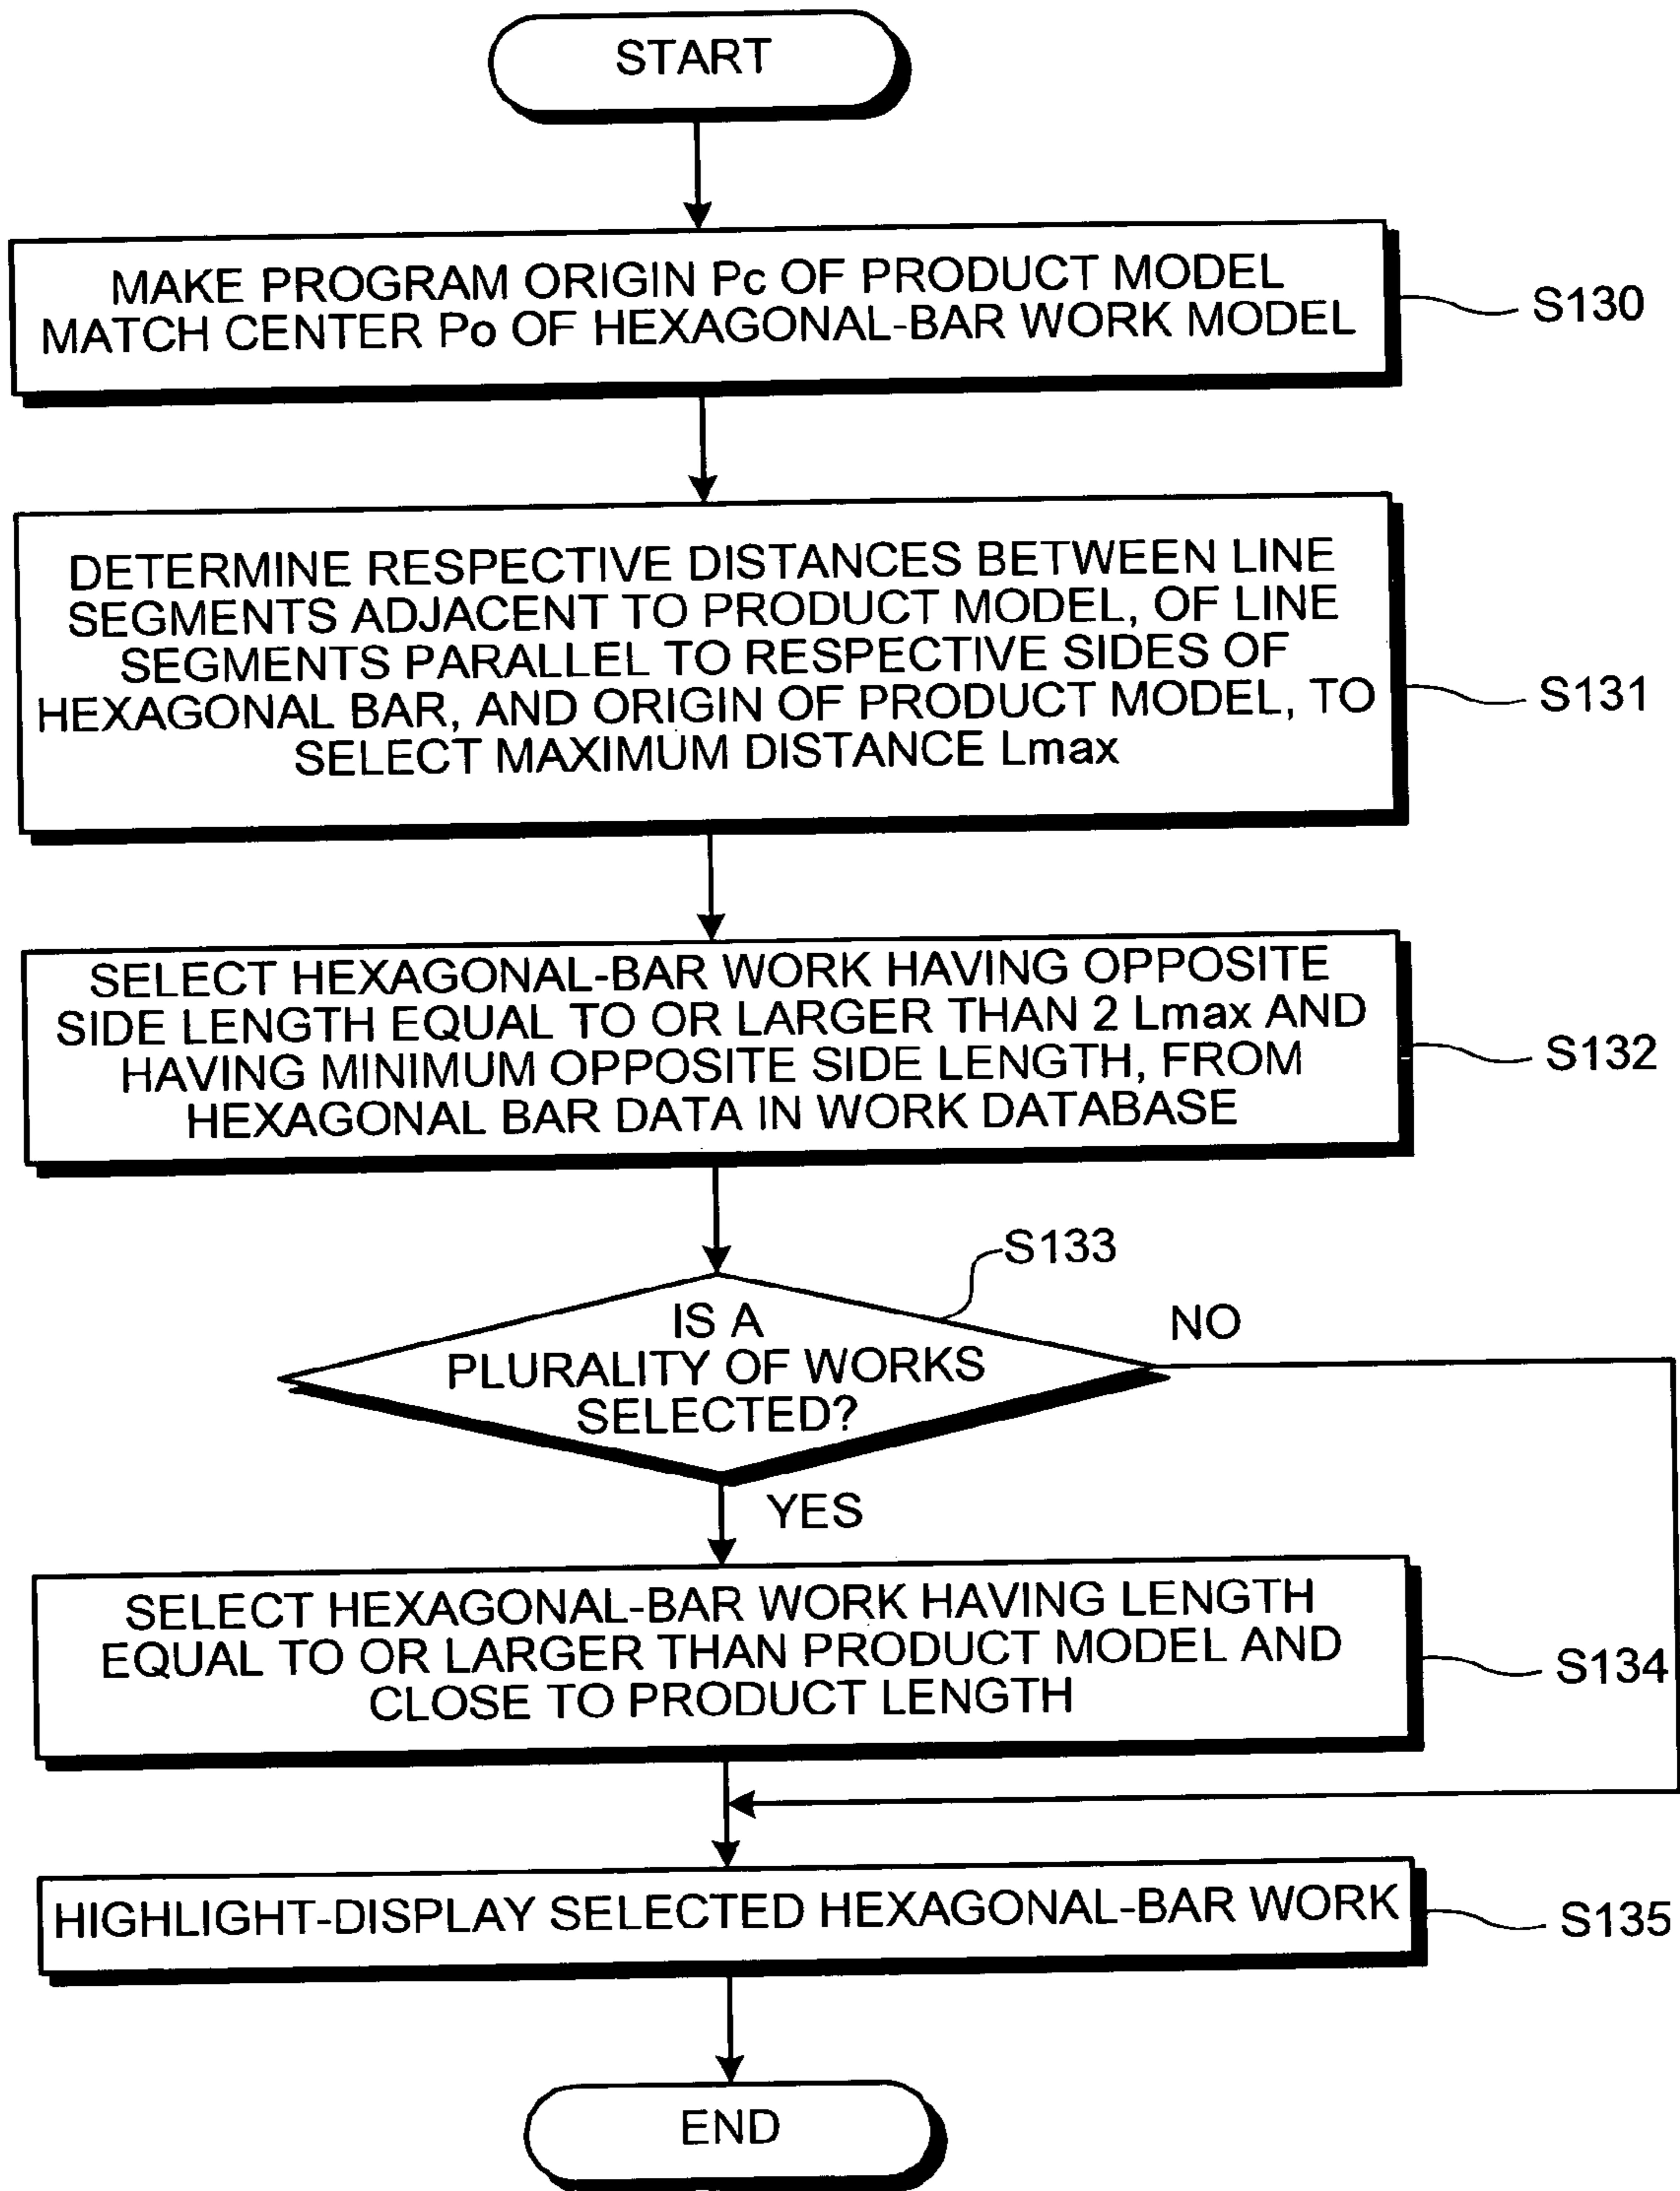 START
MAKE PROGRAM ORIGIN Pc OF PRODUCT MODEL
MATCH CENTER Po OF HEXAGONAL-BAR WORK MODEL
S130
DETERMINE RESPECTIVE DISTANCES BETWEEN LINE
SEGMENTS ADJACENT TO PRODUCT MODEL, OF LINE
SEGMENTS PARALLEL TO RESPECTIVE SIDES OF
HEXAGONAL BAR, AND ORIGIN OF PRODUCT MODEL, TO
SELECT MAXIMUM DISTANCE Lmax
S131
SELECT HEXAGONAL-BAR WORK HAVING OPPOSITE
SIDE LENGTH EQUAL TO OR LARGER THAN 2 Lmax AND
HAVING MINIMUM OPPOSITE SIDE LENGTH, FROM
HEXAGONAL BAR DATA IN WORK DATABASE
S132
S133
IS A
PLURALITY OF WORKS
SELECTED?
NO
YES
SELECT HEXAGONAL-BAR WORK HAVING LENGTH
EQUAL TO OR LARGER THAN PRODUCT MODEL AND
CLOSE TO PRODUCT LENGTH
S134
HIGHLIGHT-DISPLAY SELECTED HEXAGONAL-BAR WORK
S135
END